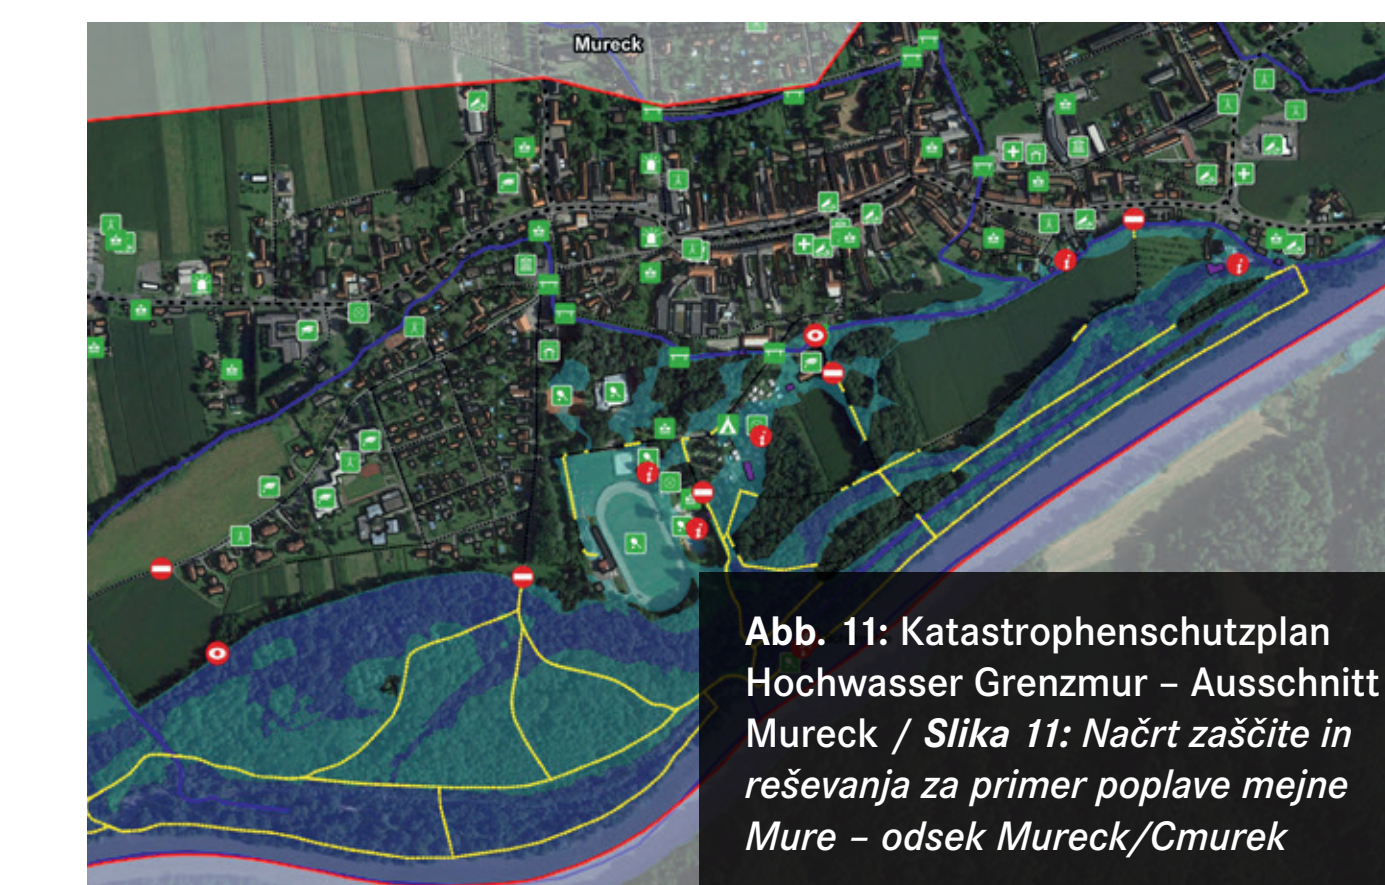 Mureck
Abb. 11: Katastrophenschutzplan
Hochwasser Grenzmur – Ausschnitt
Mureck / Slika 11: Načrt zaščite in
reševanja za primer poplave mejne
Mure – odsek Mureck/Cmurek